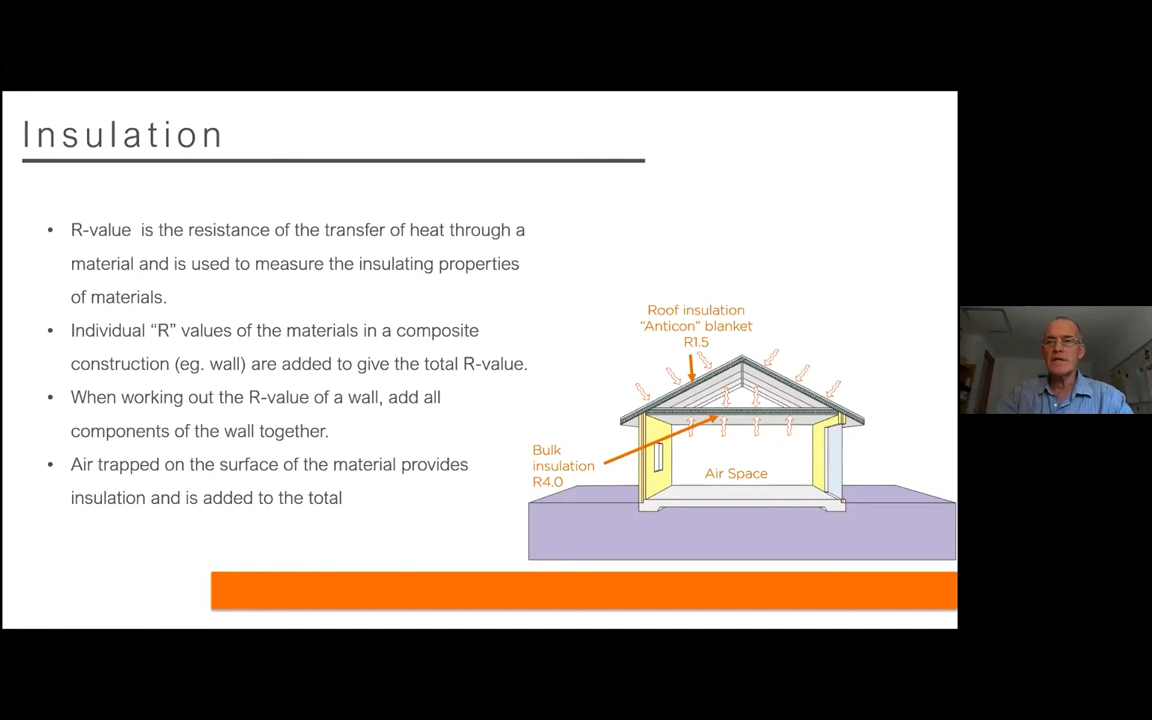 Insulation
• R-value is the resistance of the transfer of heat through a
material and is used to measure the insulating properties
of materials.
• Individual “R” values of the materials in a composite
construction (eg. wall) are added to give the total R-value.
• When working out the R-value of a wall, add all
components of the wall together.
• Air trapped on the surface of the material provides
insulation and is added to the total
Roof insulation
“Anticon” blanket
R1.5
Bulk
insulation
R4.0
Air Space